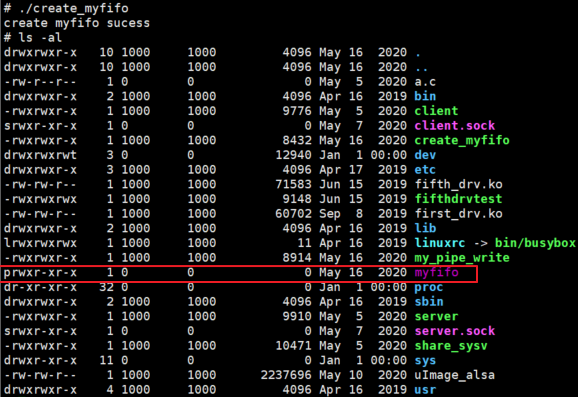 # ./create_myfifo
create myfifo sucess
# ls -al
drwxrwxr-x 10 1000 1000 4096 May 16 2020 .
drwxrwxr-x 10 1000 1000 4096 May 16 2020 ..
-rw-r--r-- 1 0 0 0 May 5 2020 a.c
drwxrwxr-x 2 1000 1000 4096 Apr 16 2019 bin
-rwxrwxr-x 1 1000 1000 9776 May 5 2020 client
srwxr-xr-x 1 0 0 0 May 7 2020 client.sock
-rwxrwxr-x 1 1000 1000 8432 May 16 2020 create_myfifo
drwxrwxrwt 3 0 0 12940 Jan 1 00:00 dev
drwxrwxr-x 3 1000 1000 4096 Apr 17 2019 etc
-rw-rw-r-- 1 1000 1000 71583 Jun 15 2019 fifth_drv.ko
-rwxrwxrwx 1 1000 1000 9148 Jun 15 2019 fifthdrvtest
-rw-rw-r-- 1 1000 1000 60702 Sep 8 2019 first_drv.ko
drwxrwxr-x 2 1000 1000 4096 Apr 16 2019 lib
lrwxrwxrwx 1 1000 1000 11 Apr 16 2019 linuxrc -> bin/busybox
-rwxrwxr-x 1 1000 1000 8914 May 16 2020 my_pipe_write
prwxr-xr-x 1 0 0 0 May 16 2020 myfifo
dr-xr-xr-x 32 0 0 0 Jan 1 00:00 proc
drwxrwxr-x 2 1000 1000 4096 Apr 16 2019 sbin
-rwxrwxr-x 1 1000 1000 9910 May 5 2020 server
srwxr-xr-x 1 0 0 0 May 7 2020 server.sock
-rwxrwxr-x 1 1000 1000 10471 May 5 2020 share_sysv
drwxr-xr-x 11 0 0 0 Jan 1 00:00 sys
-rw-rw-r-- 1 1000 1000 2237696 May 10 2020 uImage_alsa
drwxrwxr-x 4 1000 1000 4096 Apr 16 2019 usr